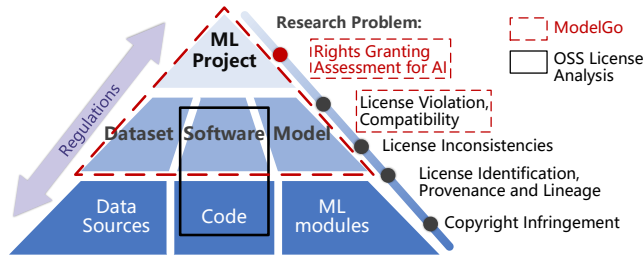 Research Problem:
ModelGo
OSS License
Analysis
ML
Project
Rights Granting
Assessment for AI
Regulations
License Violation,
Compatibility
Dataset Software Model
License Inconsistencies
License Identification,
Provenance and Lineage
Data
Sources
Code
ML
modules
Copyright Infringement